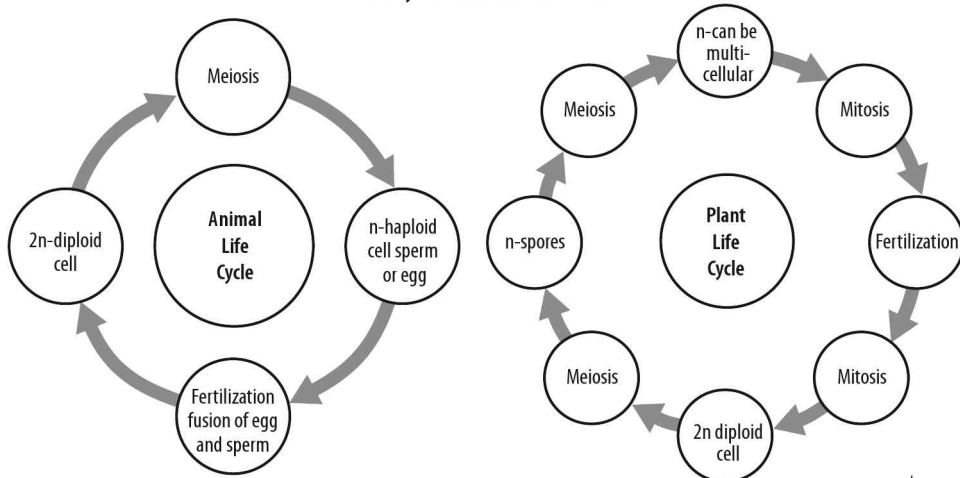 Meiosis
n-haploid
cell sperm
or egg
Fertilization
fusion of egg
and sperm
2n-diploid
cell
Animal
Life
Cycle
n-can be
multi-
cellular
Mitosis
Fertilization
Mitosis
2n diploid
cell
Meiosis
n-spores
Meiosis
Plant
Life
Cycle